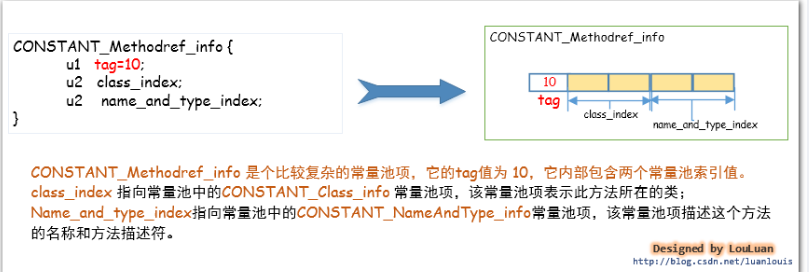 CONSTANT_Methodref_info {
u1 tag=10;
u2 class_index;
u2 name_and_type_index;
}
CONSTANT_Methodref_info
10
tag
class_index
name_and_type_index
CONSTANT_Methodref_info 是个比较复杂的常量池项，它的tag值为 10，它内部包含两个常量池索引值。
class_index 指向常量池中的CONSTANT_Class_info 常量池项，该常量池项表示此方法所在的类；
Name_and_type_index指向常量池中的CONSTANT_NameAndType_info常量池项，该常量池项描述这个方法
的名称和方法描述符。
Designed by LouLuan
http://blog.csdn.net/luanlouis